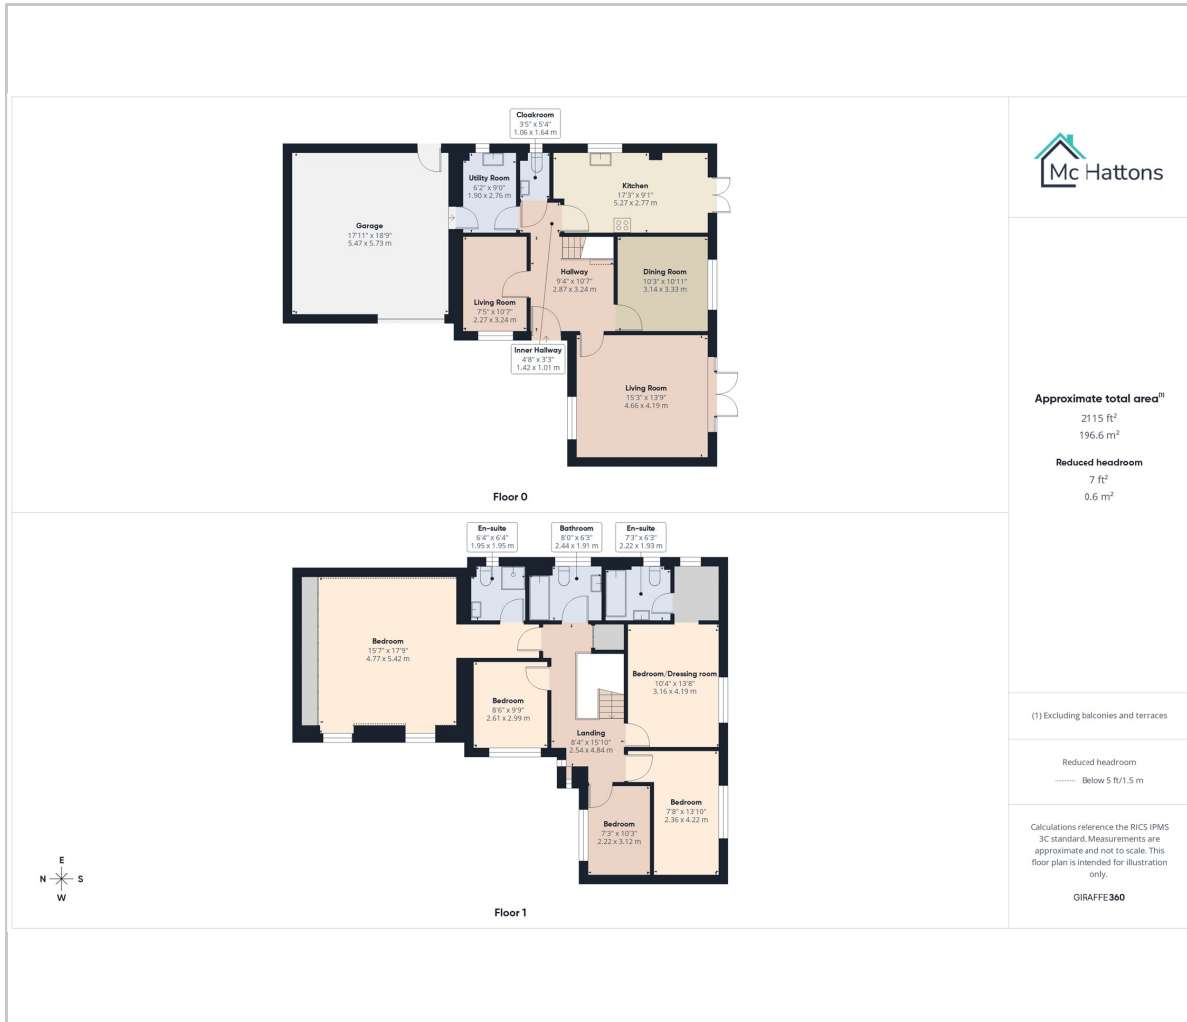 Cloakroom
3'5" x 5'4"
1.06 x 1.64 m
Utility Room
6'2" x 9'0"
1.90 x 2.76 m
Kitchen
17'3" x 9'1"
5.27 x 2.77 m
Garage
17'11" x 18'9"
5.47 x 5.73 m
Hallway
9'4" x 10'7"
2.87 x 3.24 m
Dining Room
10'3" x 10'11"
3.14 x 3.33 m
Living Room
7'5" x 10'7"
2.27 x 3.24 m
Inner Hallway
4'8" x 3'3"
1.42 x 1.01 m
Living Room
15'3" x 13'9"
4.66 x 4.19 m
Floor 0
En-suite
6'4" x 6'4"
1.95 x 1.95 m
Bathroom
8'0" x 6'3"
2.44 x 1.91 m
En-suite
7'3" x 6'3"
2.22 x 1.93 m
Bedroom
15'7" x 17'9"
4.77 x 5.42 m
Bedroom
8'6" x 9'9"
2.61 x 2.99 m
Bedroom/Dressing room
10'4" x 13'8"
3.16 x 4.19 m
Landing
8'4" x 15'10"
2.54 x 4.84 m
Bedroom
7'8" x 13'10"
2.36 x 4.22 m
Bedroom
7'3" x 10'3"
2.22 x 3.12 m
E
N S
W
Floor 1
Mc Hattons
Approximate total area(1)
2115 ft²
196.6 m²
Reduced headroom
7 ft²
0.6 m²
(1) Excluding balconies and terraces
Reduced headroom
Below 5 ft/1.5 m
Calculations reference the RICS IPMS
3C standard. Measurements are
approximate and not to scale. This
floor plan is intended for illustration
only.
GIRAFFE360